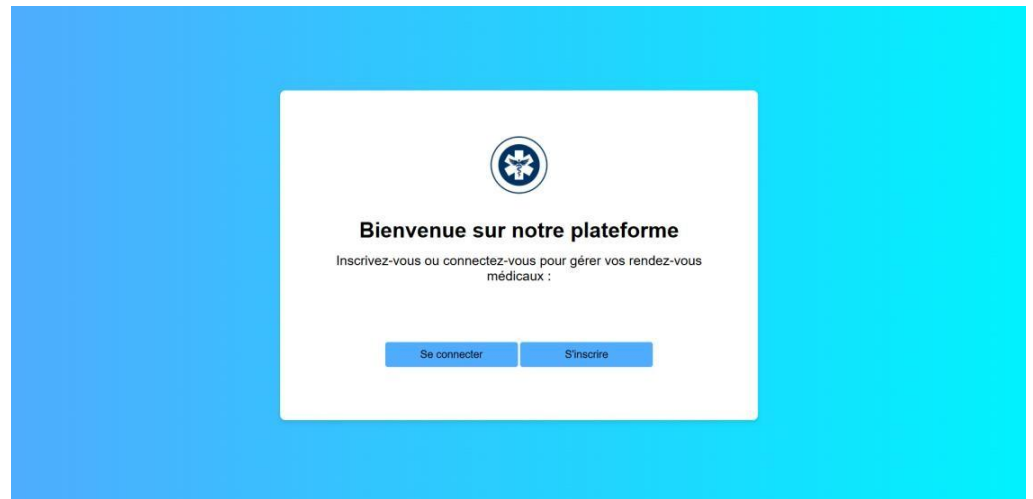 Bienvenue sur notre plateforme
Inscrivez-vous ou connectez-vous pour gérer vos rendez-vous
médicaux :
Se connecter S'inscrire